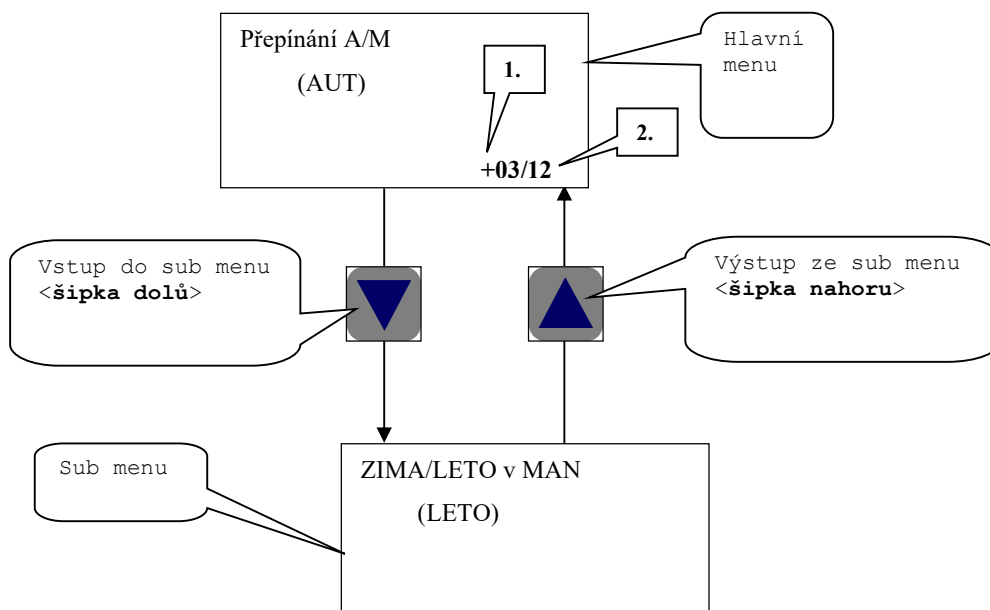 Přepínání A/M
(AUT)
1.
2.
+03/12
Hlavní
menu
Vstup do sub menu
<šipka dolů>
Výstup ze sub menu
<šipka nahoru>
Sub menu
ZIMA/LETO v MAN
(LETO)